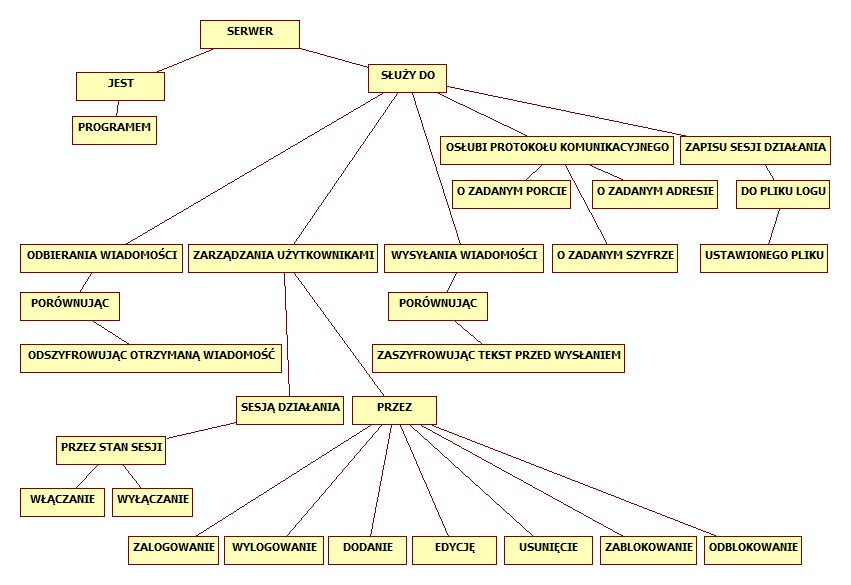 SERWER
JEST
SŁUŻY DO
PROGRAMEM
OSŁUBI PROTOKOŁU KOMUNIKACYJNEGO
ZAPISU SESJI DZIAŁANIA
O ZADANYM PORCIE
O ZADANYM ADRESIE
DO PLIKU LOGU
ODBIERANIA WIADOMOŚCI
ZARZĄDZANIA UŻYTKOWNIKAMI
WYSYŁANIA WIADOMOŚCI
O ZADANYM SZYFRZE
USTAWIONEGO PLIKU
PORÓWNUJĄC
PORÓWNUJĄC
ODSZYFROWUJĄC OTRZYMANĄ WIADOMOŚĆ
ZASZYFROWUJĄC TEKST PRZED WYSŁANIEM
SESJĄ DZIAŁANIA
PRZEZ
PRZEZ STAN SESJI
WŁĄCZANIE
WYŁĄCZANIE
ZALOGOWANIE
WYLOGOWANIE
DODANIE
EDYCJĘ
USUNIĘCIE
ZABLOKOWANIE
ODBLOKOWANIE